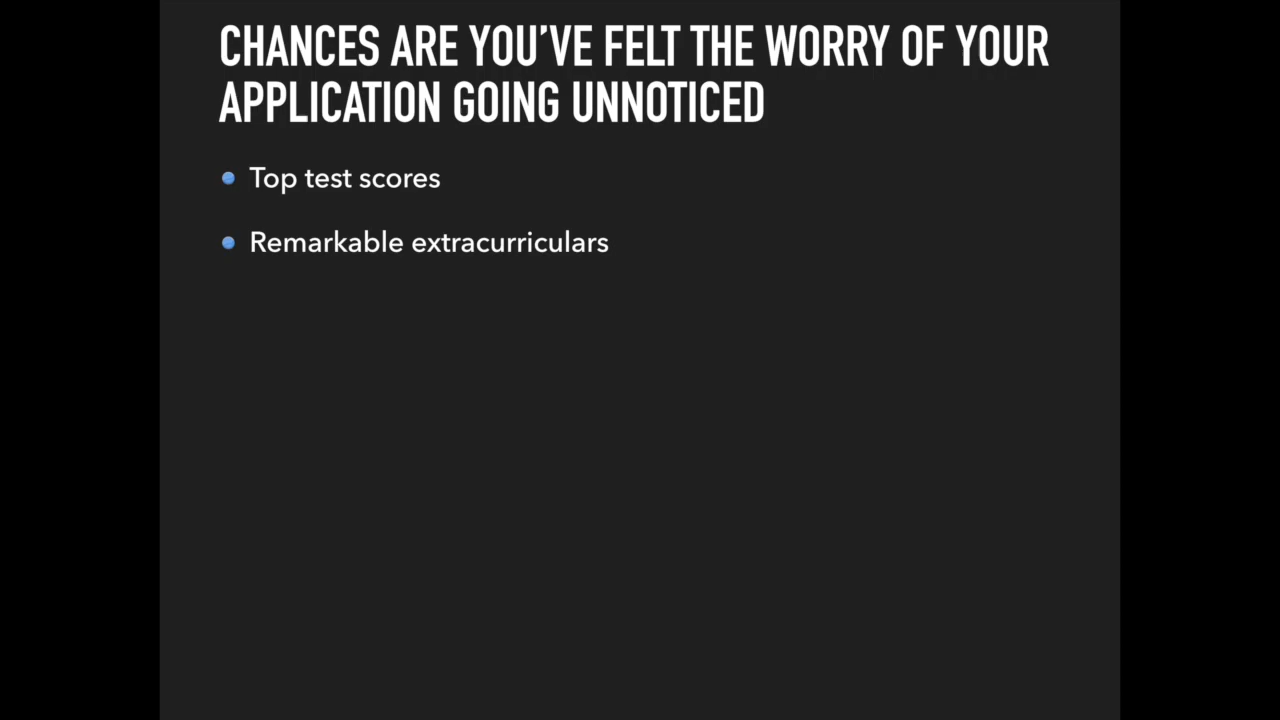 CHANCES ARE YOU’VE FELT THE WORRY OF YOUR
APPLICATION GOING UNNOTICED
Top test scores
Remarkable extracurriculars